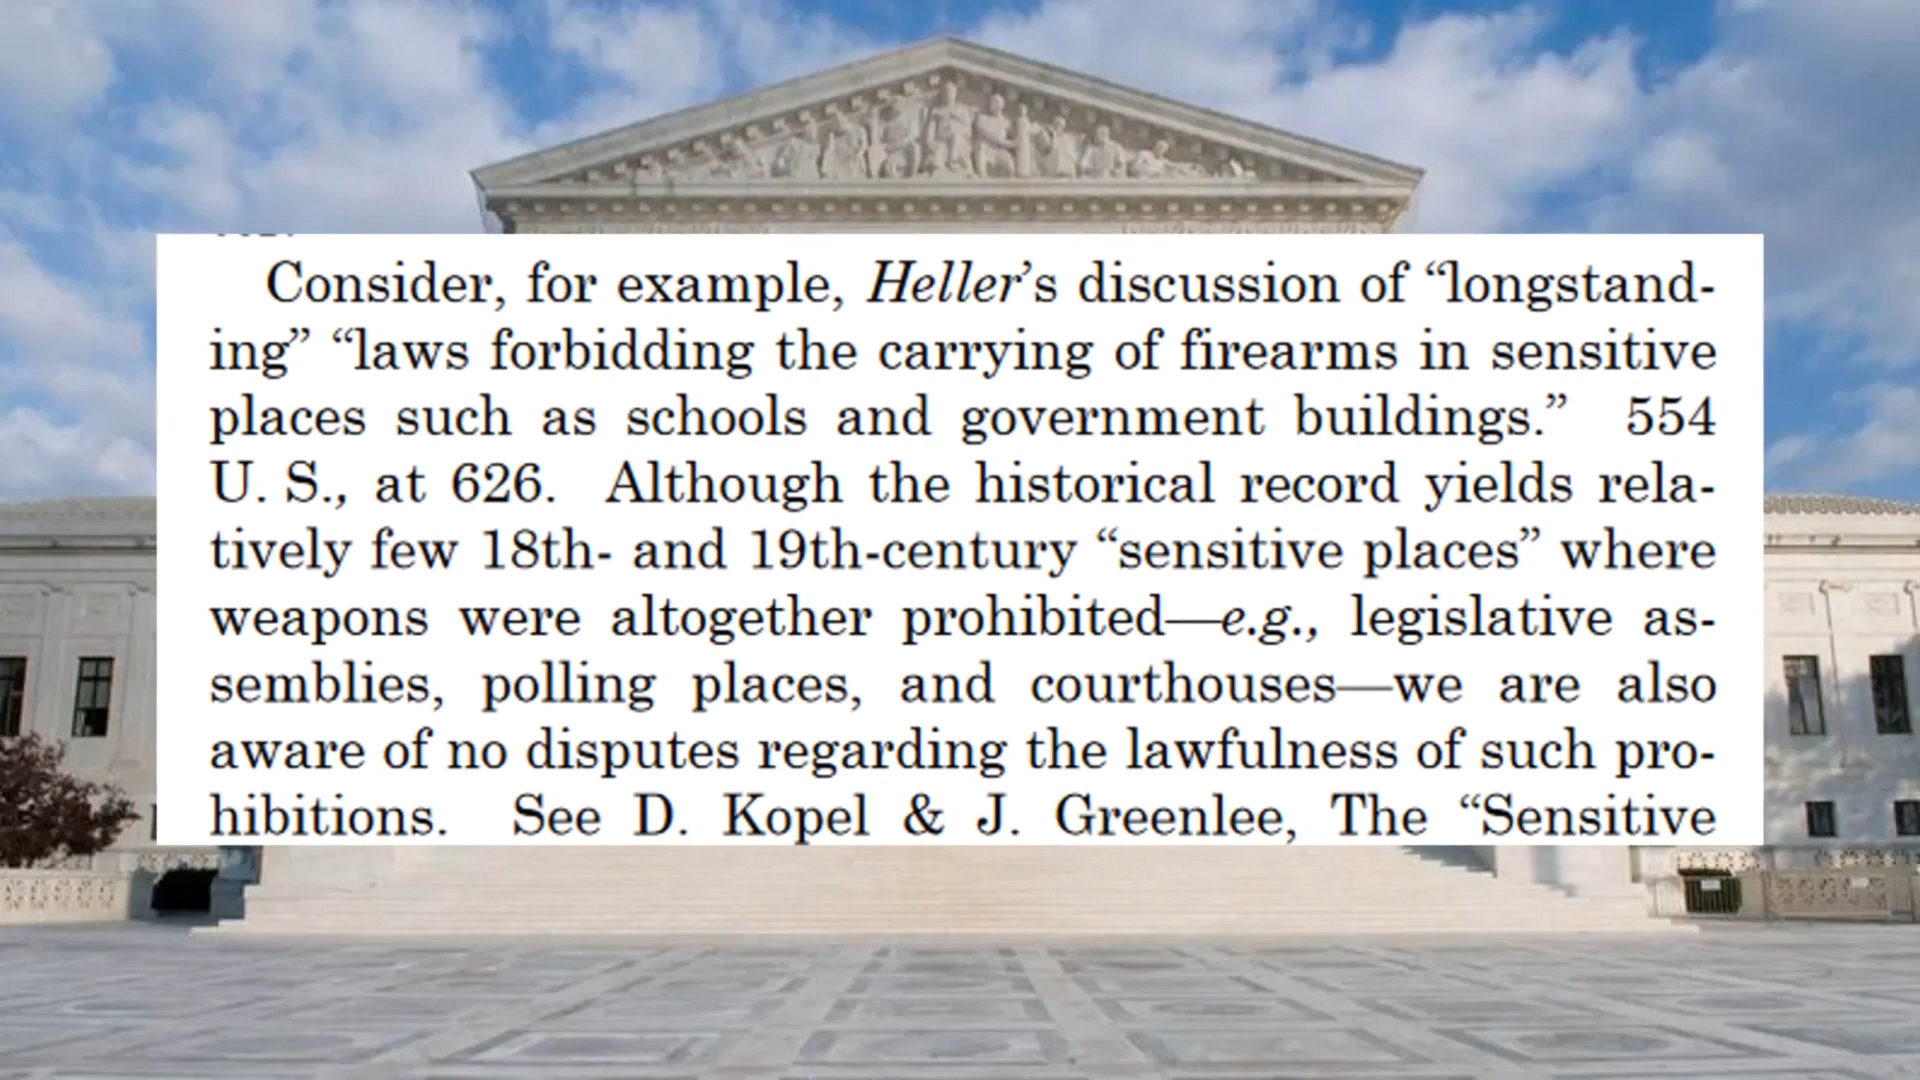 Consider, for example, Heller’s discussion of “longstand-
ing” “laws forbidding the carrying of firearms in sensitive
places such as schools and government buildings.” 554
U. S., at 626. Although the historical record yields rela-
tively few 18th- and 19th-century “sensitive places” where
weapons were altogether prohibited—e.g., legislative as-
semblies, polling places, and courthouses—we are also
aware of no disputes regarding the lawfulness of such pro-
hibitions. See D. Kopel & J. Greenlee, The “Sensitive